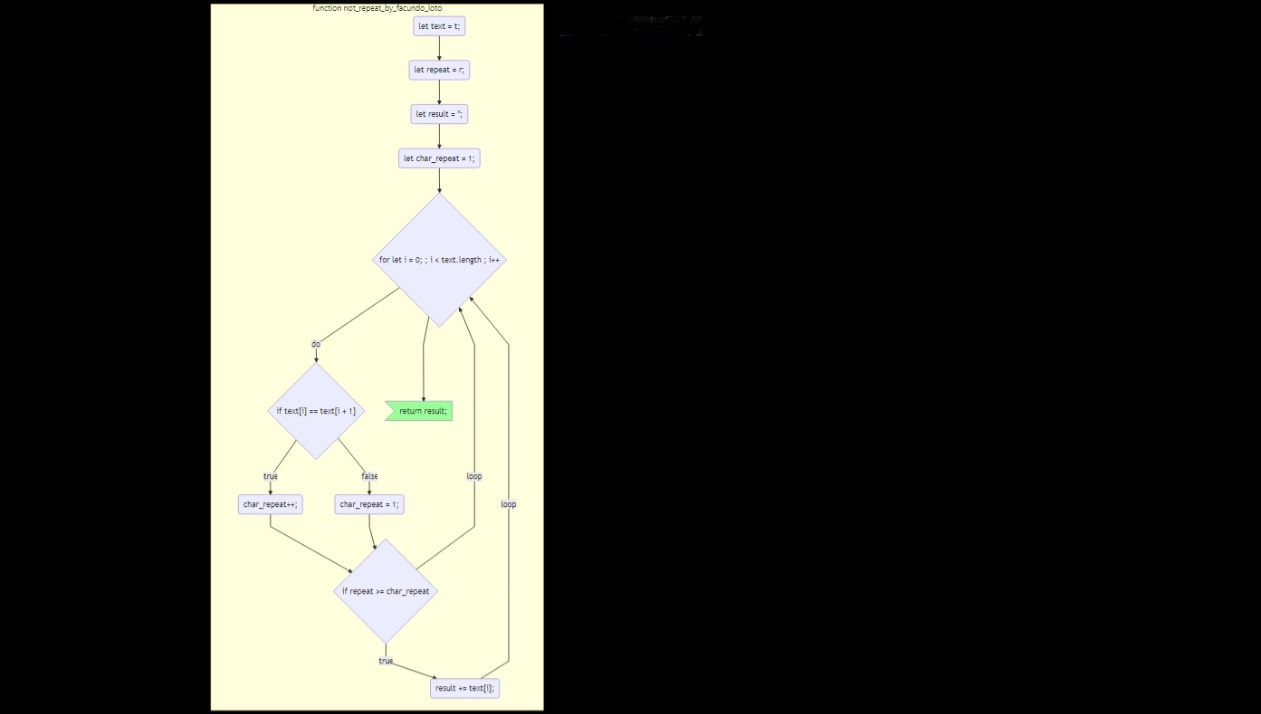 function not_repeat_by_facundo_loto
let text = t;
let repeat = r;
let result = '';
let char_repeat = 1;
for let i = 0; ; i < text.length ; i++
do
if text[i] == text[i + 1]
return result;
true
false
loop
char_repeat++;
char_repeat = 1;
loop
if repeat >= char_repeat
true
result += text[i];